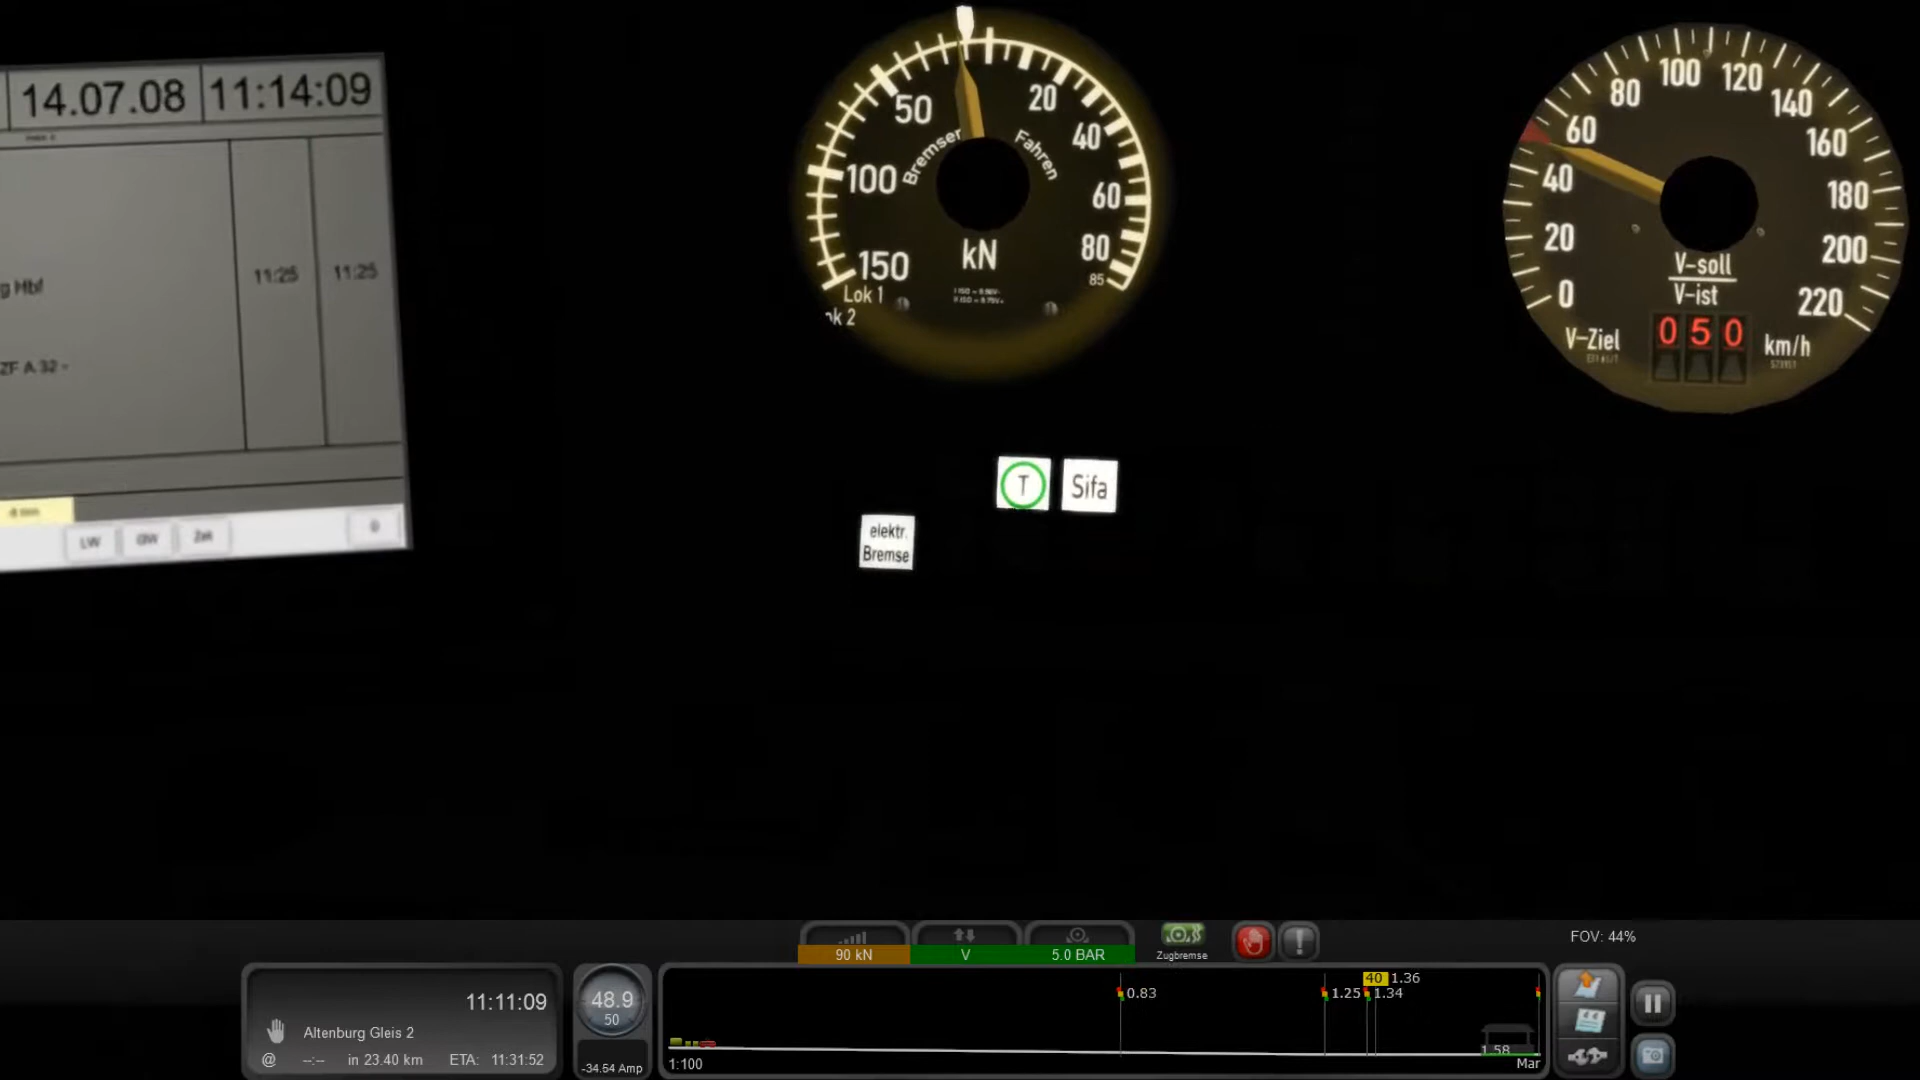 14.07.08 11:14:09
g Hbf 11:25 11:25
ZF A 32 -
LW GW Zeit 0
50 20
Bremsen Fahren
40
100
60
kN
80
150
85
Lok 1
ok 2
100 120
80 140
60 160
40 180
20 200
V-soll
V-ist
0 220
V-Ziel 050 km/h
T Sifa
elektr.
Bremse
90 kN V 5.0 BAR Zugbremse
FOV: 44%
11:11:09
Altenburg Gleis 2
@ --:-- in 23.40 km ETA: 11:31:52
48.9
50
-34.54 Amp
40 1.36
0.83 1.25 1.34
1.58
1:100 Mar